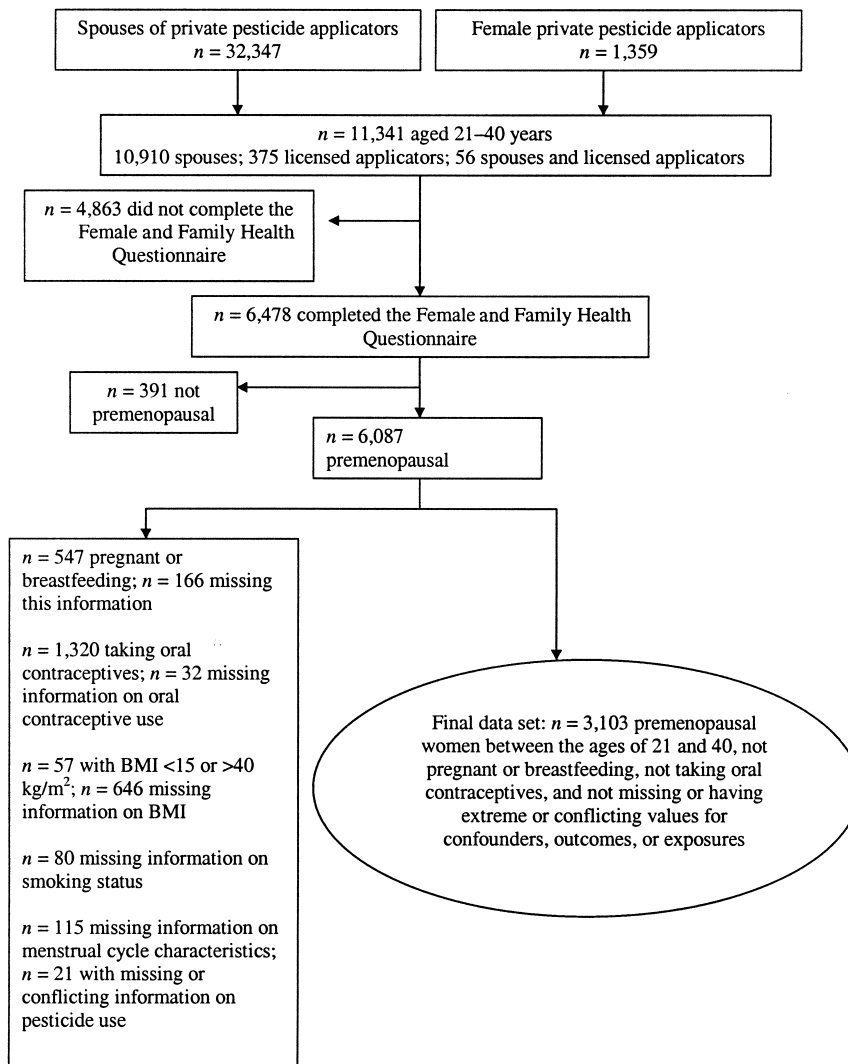 Spouses of private pesticide applicators
n = 32,347
Female private pesticide applicators
n = 1,359
n = 11,341 aged 21–40 years
10,910 spouses; 375 licensed applicators; 56 spouses and licensed applicators
n = 4,863 did not complete the
Female and Family Health
Questionnaire
n = 6,478 completed the Female and Family Health
Questionnaire
n = 391 not
premenopausal
n = 6,087
premenopausal
n = 547 pregnant or
breastfeeding; n = 166 missing
this information
n = 1,320 taking oral
contraceptives; n = 32 missing
information on oral
contraceptive use
n = 57 with BMI <15 or >40
kg/m²; n = 646 missing
information on BMI
n = 80 missing information on
smoking status
n = 115 missing information on
menstrual cycle characteristics;
n = 21 with missing or
conflicting information on
pesticide use
Final data set: n = 3,103 premenopausal
women between the ages of 21 and 40, not
pregnant or breastfeeding, not taking oral
contraceptives, and not missing or having
extreme or conflicting values for
confounders, outcomes, or exposures